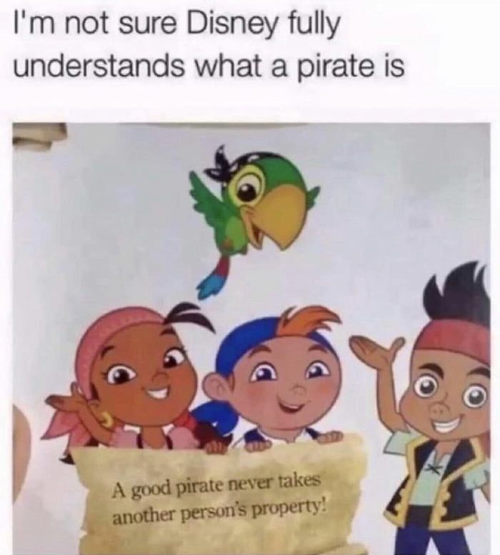 I'm not sure Disney fully
understands what a pirate is
A good pirate never takes
another person's property!